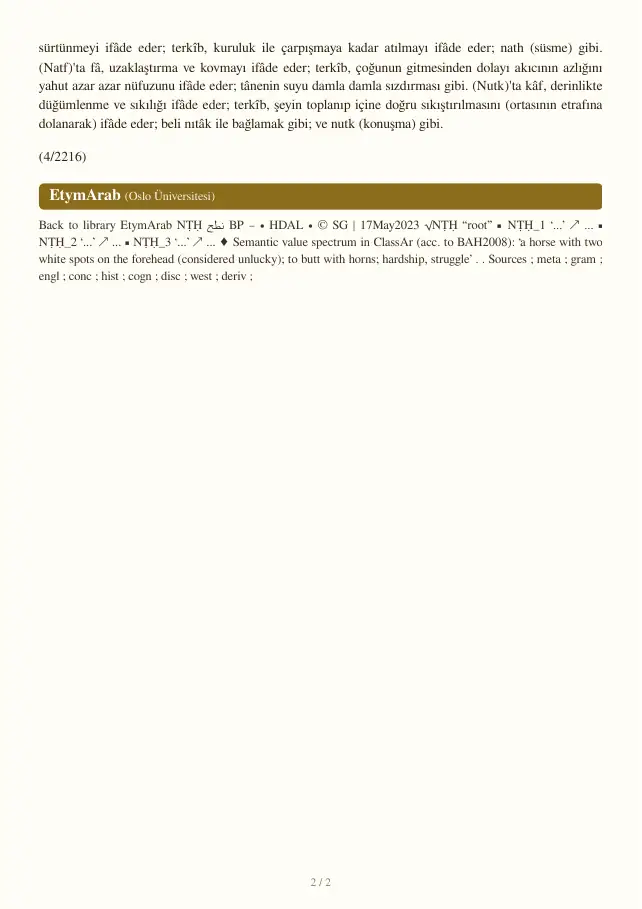 sürtünmeyi ifâde eder; terkîb, kuruluk ile çarpışmaya kadar atılmayı ifâde eder; nath (süsme) gibi.
(Natf)'ta fâ, uzaklaştırma ve kovmayı ifâde eder; terkîb, çoğunun gitmesinden dolayı akıcının azlığını
yahut azar azar nüfuzunu ifâde eder; tânenin suyu damla damla sızdırması gibi. (Nutk)'ta kâf, derinlikte
düğümlenme ve sıkılığı ifâde eder; terkîb, şeyin toplanıp içine doğru sıkıştırılmasını (ortasının etrafına
dolanarak) ifâde eder; beli nıtâk ile bağlamak gibi; ve nutk (konuşma) gibi.
(4/2216)
EtymArab (Oslo Üniversitesi)
Back to library EtymArab NṬḤ نطح BP – • HDAL • © SG | 17May2023 √NṬḤ “root” ▪ NṬḤ_1 ‘...’ ↗ ... ▪
NṬḤ_2 ‘...’ ↗ ... ▪ NṬḤ_3 ‘...’ ↗ ... ♦ Semantic value spectrum in ClassAr (acc. to BAH2008): ‘a horse with two
white spots on the forehead (considered unlucky); to butt with horns; hardship, struggle’ . . Sources ; meta ; gram ;
engl ; conc ; hist ; cogn ; disc ; west ; deriv ;
2 / 2